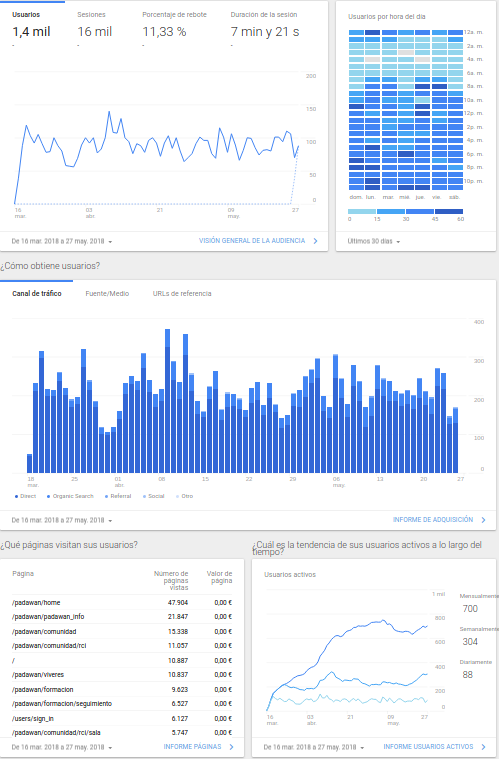 Usuarios Sesiones Porcentaje de rebote Duración de la sesión
1,4 mil 16 mil 11,33 % 7 min y 21 s
- - - -
200
150
100
50
0
16 mar. 03 abr. 21 09 may. 27
De 16 mar. 2018 a 27 may. 2018
VISIÓN GENERAL DE LA AUDIENCIA
Usuarios por hora del día
12a. m.
2a. m.
4a. m.
6a. m.
8a. m.
10a. m.
12p. m.
2p. m.
4p. m.
6p. m.
8p. m.
10p. m.
dom. lun. mar. mié. jue. vie. sáb.
0 15 30 45 60
Últimos 30 días
¿Cómo obtiene usuarios?
Canal de tráfico Fuente/Medio URLs de referencia
400
300
200
100
0
18 mar. 25 01 abr. 08 15 22 29 06 may. 13 20 27
Direct Organic Search Referral Social Otro
De 16 mar. 2018 a 27 may. 2018
INFORME DE ADQUISICIÓN
¿Qué páginas visitan sus usuarios?
Página Número de páginas vistas Valor de página
/padawan/home 47.904 0,00 €
/padawan/padawan_info 21.847 0,00 €
/padawan/comunidad 15.338 0,00 €
/padawan/comunidad/rci 11.057 0,00 €
/ 10.887 0,00 €
/padawan/viveres 10.837 0,00 €
/padawan/formacion 9.623 0,00 €
/padawan/formacion/seguimiento 6.527 0,00 €
/users/sign_in 6.127 0,00 €
/padawan/comunidad/rci/sala 5.747 0,00 €
De 16 mar. 2018 a 27 may. 2018
INFORME PÁGINAS
¿Cuál es la tendencia de sus usuarios activos a lo largo del
tiempo?
Usuarios activos
1 mil
800
600
400
200
0
16 mar. 03 abr. 21 09 may. 27
Mensualmente
700
Semanalmente
304
Diariamente
88
De 16 mar. 2018 a 27 may. 2018
INFORME USUARIOS ACTIVOS